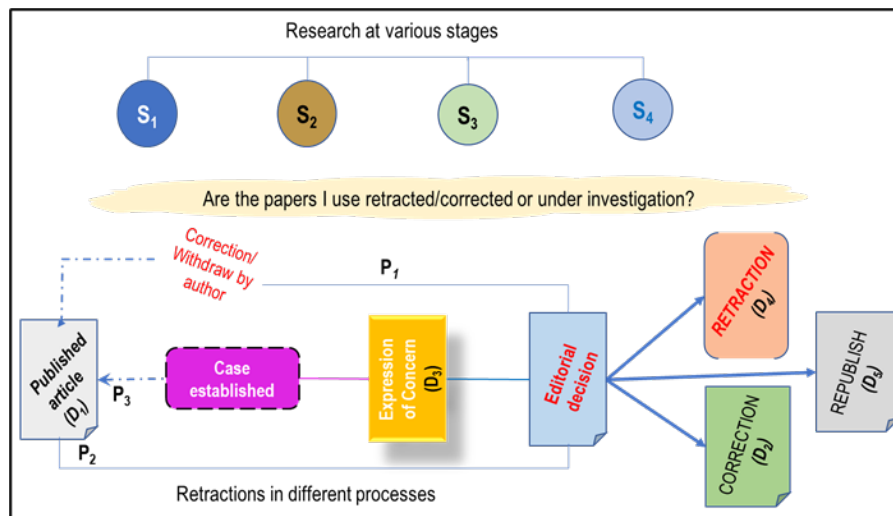 Research at various stages
S₁
S₂
S₃
S₄
Are the papers I use retracted/corrected or under investigation?
Correction/
Withdraw by
author
P₁
RETRACTION
(D₄)
Published
article
(D₁)
P₃
Case
established
Expression
of Concern
(D₃)
Editorial
decision
REPUBLISH
(D₅)
CORRECTION
(D₂)
P₂
Retractions in different processes